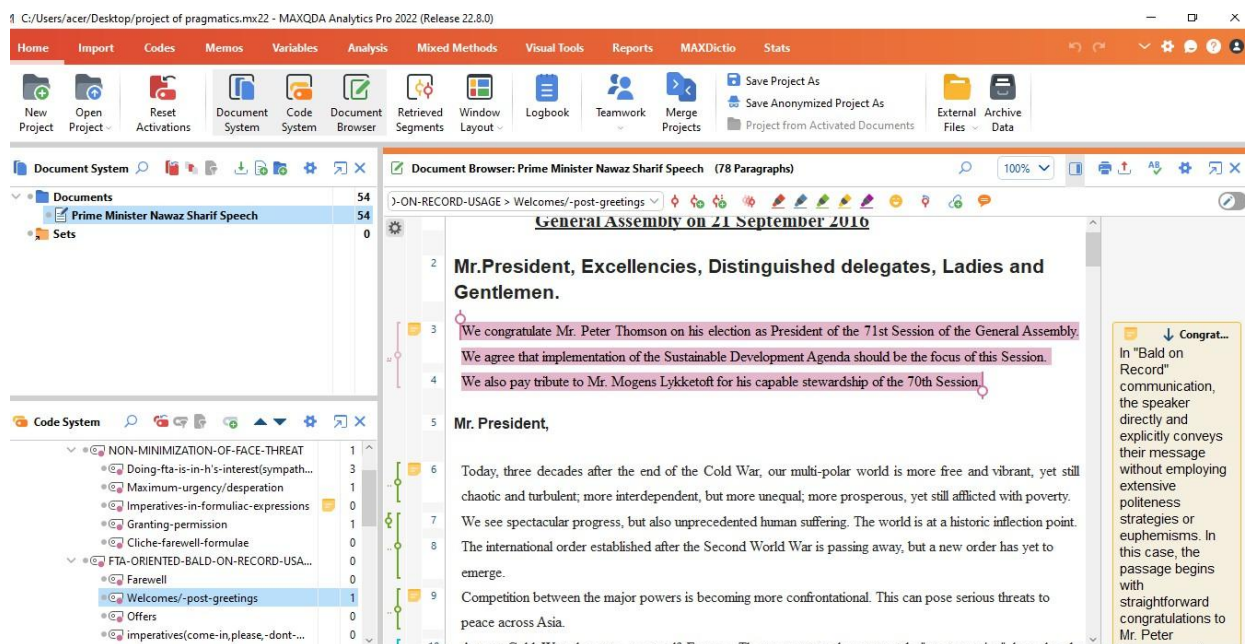 C:/Users/acer/Desktop/project of pragmatics.mx22 - MAXQDA Analytics Pro 2022 (Release 22.8.0)
Home Import Codes Memos Variables Analysis Mixed Methods Visual Tools Reports MAXDictio Stats
New Project
Open Project
Reset Activations
Document System
Code System
Document Browser
Retrieved Segments
Window Layout
Logbook
Teamwork
Merge Projects
Save Project As
Save Anonymized Project As
Project from Activated Documents
External Files
Archive Data
Document System
Documents 54
Prime Minister Nawaz Sharif Speech 54
Sets 0
Code System
NON-MINIMIZATION-OF-FACE-THREAT 1
Doing-fta-is-in-h's-interest(sympath... 3
Maximum-urgency/desperation 1
Imperatives-in-formuliac-expressions 0
Granting-permission 1
Cliche-farewell-formulae 0
FTA-ORIENTED-BALD-ON-RECORD-USA... 0
Farewell 0
Welcomes/-post-greetings 1
Offers 0
imperatives(come-in,please,-dont-... 0
Document Browser: Prime Minister Nawaz Sharif Speech (78 Paragraphs)
100%
)-ON-RECORD-USAGE > Welcomes/-post-greetings
General Assembly on 21 September 2016
2 Mr.President, Excellencies, Distinguished delegates, Ladies and
Gentlemen.
3 We congratulate Mr. Peter Thomson on his election as President of the 71st Session of the General Assembly.
We agree that implementation of the Sustainable Development Agenda should be the focus of this Session.
4 We also pay tribute to Mr. Mogens Lykketoft for his capable stewardship of the 70th Session.
5 Mr. President,
6 Today, three decades after the end of the Cold War, our multi-polar world is more free and vibrant, yet still
chaotic and turbulent; more interdependent, but more unequal; more prosperous, yet still afflicted with poverty.
7 We see spectacular progress, but also unprecedented human suffering. The world is at a historic inflection point.
8 The international order established after the Second World War is passing away, but a new order has yet to
emerge.
9 Competition between the major powers is becoming more confrontational. This can pose serious threats to
peace across Asia.
Congrat...
In "Bald on
Record"
communication,
the speaker
directly and
explicitly conveys
their message
without employing
extensive
politeness
strategies or
euphemisms. In
this case, the
passage begins
with
straightforward
congratulations to
Mr. Peter